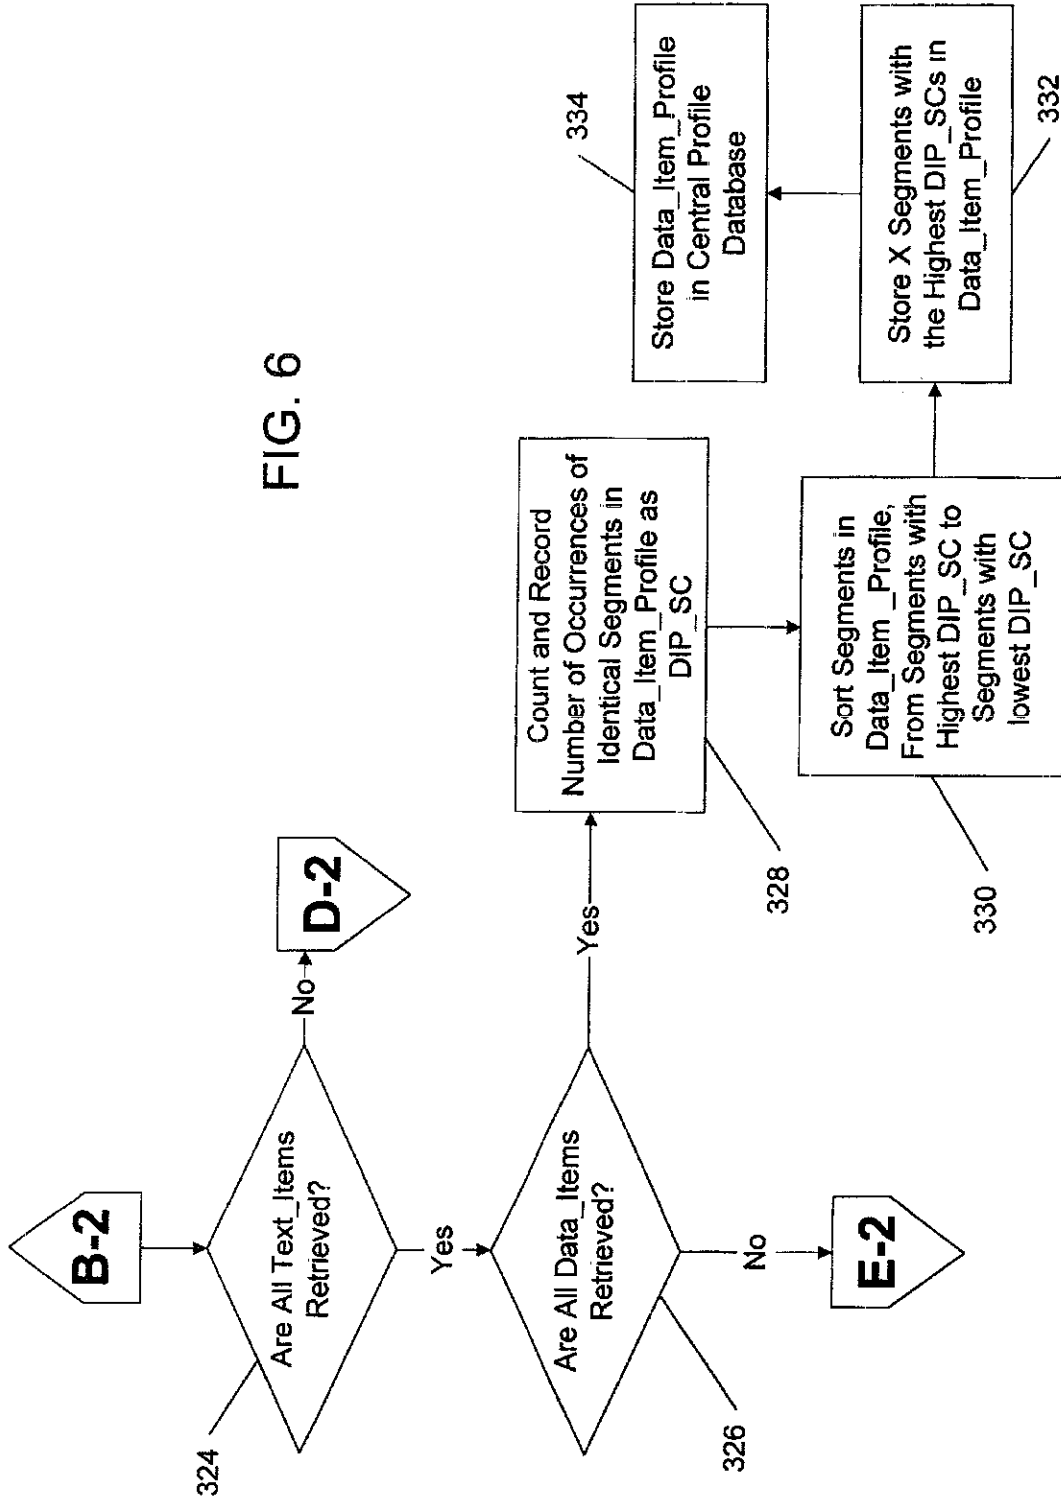 FIG. 6
B-2
Are All Text_Items
Retrieved?
324
No
D-2
Yes
Are All Data_Items
Retrieved?
326
No
E-2
Yes
Count and Record
Number of Occurrences of
Identical Segments in
Data_Item_Profile as
DIP_SC
328
Sort Segments in
Data_Item _Profile,
From Segments with
Highest DIP_SC to
Segments with
lowest DIP_SC
330
Store X Segments with
the Highest DIP_SCs in
Data_Item_Profile
332
Store Data_Item_Profile
in Central Profile
Database
334